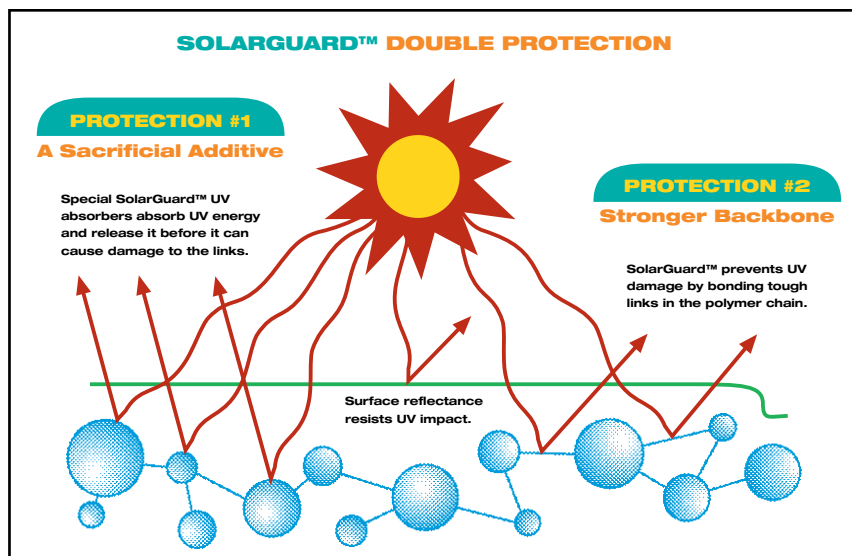 SOLARGUARD™ DOUBLE PROTECTION
PROTECTION #1
A Sacrificial Additive
Special SolarGuard™ UV
absorbers absorb UV energy
and release it before it can
cause damage to the links.
PROTECTION #2
Stronger Backbone
SolarGuard™ prevents UV
damage by bonding tough
links in the polymer chain.
Surface reflectance
resists UV impact.